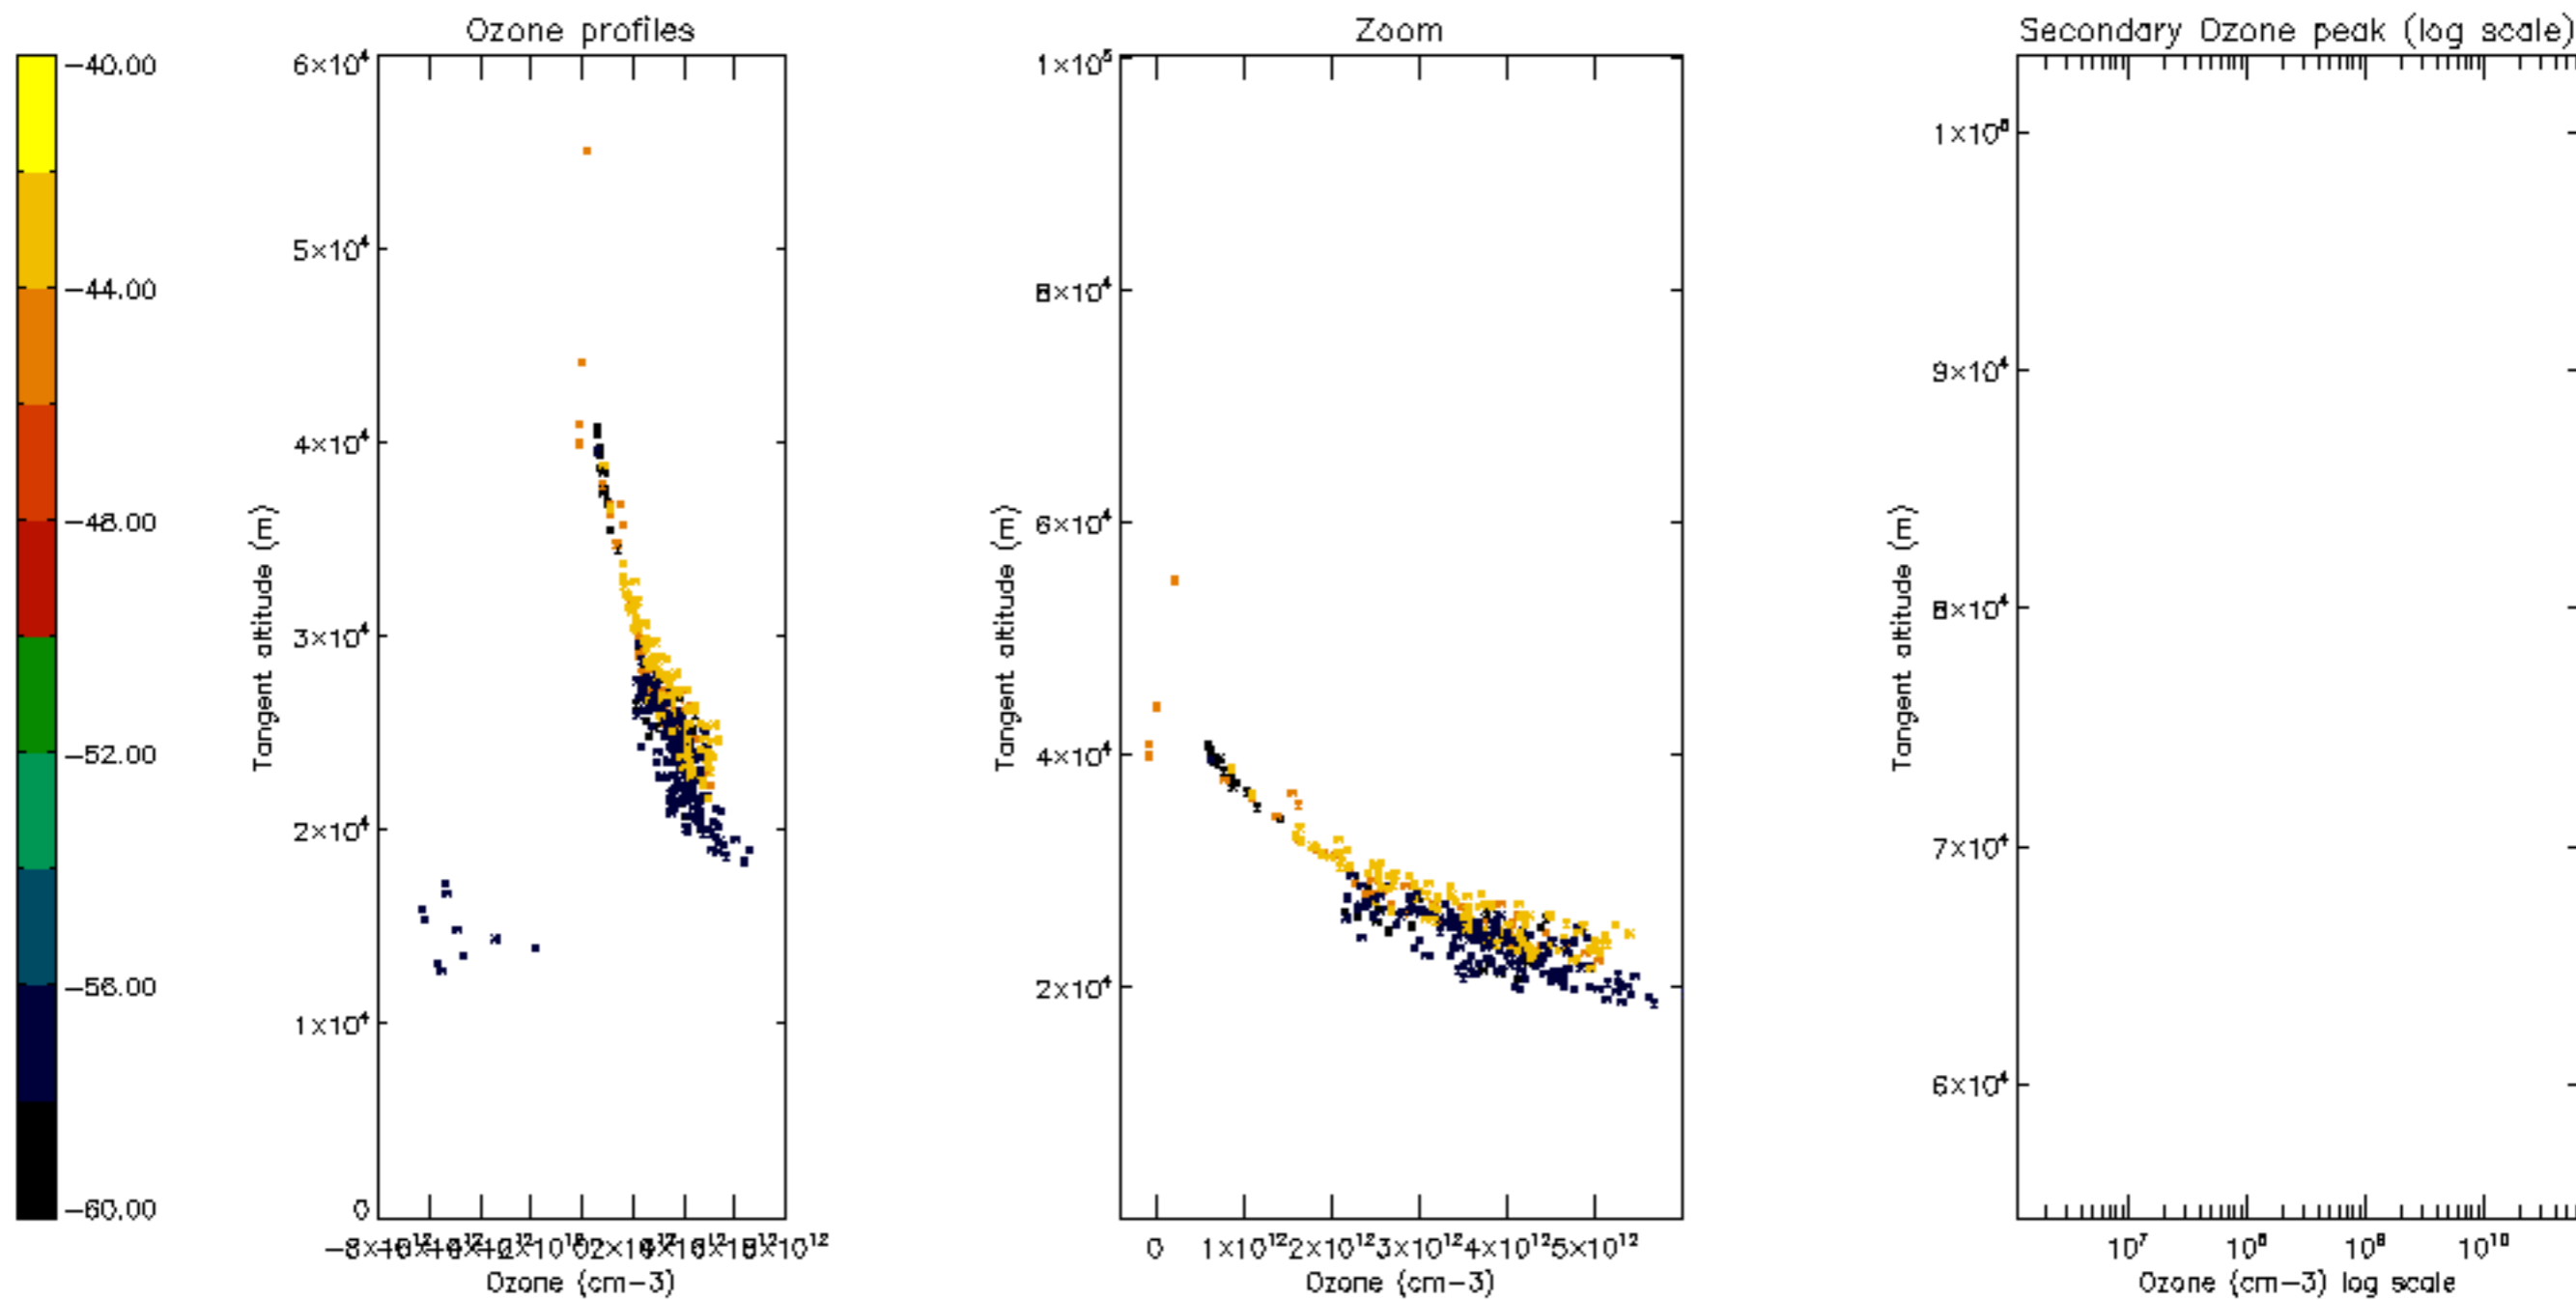 Ozone profiles
Zoom
Secondary Ozone peak (log scale)
-40.00
-44.00
-48.00
-52.00
-56.00
-60.00
6×10⁴
5×10⁴
4×10⁴
3×10⁴
2×10⁴
1×10⁴
0
Tangent altitude (m)
Ozone (cm-3)
1×10⁵
8×10⁴
6×10⁴
4×10⁴
2×10⁴
Tangent altitude (m)
0 1×10¹² 2×10¹² 3×10¹² 4×10¹² 5×10¹²
Ozone (cm-3)
9×10⁴
8×10⁴
7×10⁴
6×10⁴
Tangent altitude (m)
10⁷ 10⁸ 10⁹ 10¹⁰
Ozone (cm-3) log scale